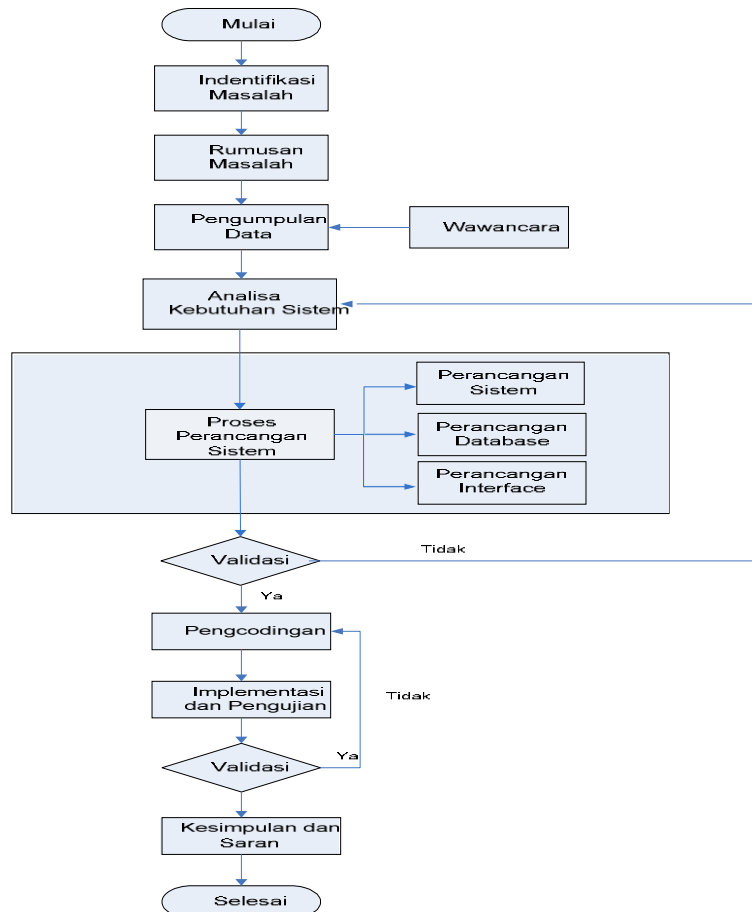 Mulai
Indentifikasi
Masalah
Rumusan
Masalah
Pengumpulan
Data
Wawancara
Analisa
Kebutuhan Sistem
Proses
Perancangan
Sistem
Perancangan
Sistem
Perancangan
Database
Perancangan
Interface
Validasi
Tidak
Ya
Pengcodingan
Implementasi
dan Pengujian
Tidak
Validasi
Ya
Kesimpulan dan
Saran
Selesai